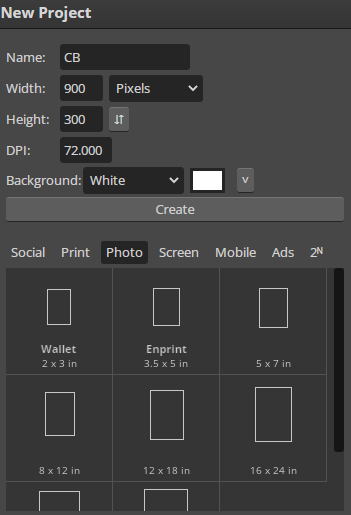 New Project
Name: CB
Width: 900 Pixels
Height: 300
DPI: 72.000
Background: White
Create
Social Print Photo Screen Mobile Ads 2ᴺ
Wallet Enprint
2 x 3 in 3.5 x 5 in 5 x 7 in
8 x 12 in 12 x 18 in 16 x 24 in